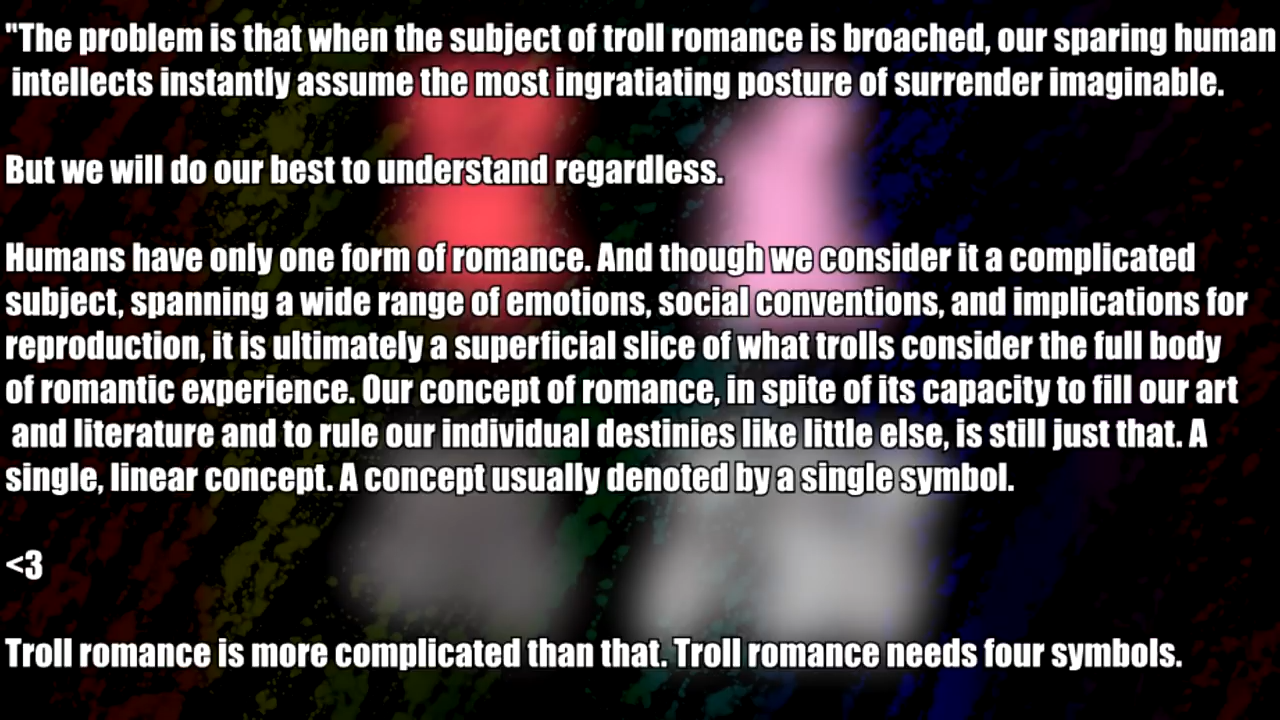 "The problem is that when the subject of troll romance is broached, our sparing human
intellects instantly assume the most ingratiating posture of surrender imaginable.
But we will do our best to understand regardless.
Humans have only one form of romance. And though we consider it a complicated
subject, spanning a wide range of emotions, social conventions, and implications for
reproduction, it is ultimately a superficial slice of what trolls consider the full body
of romantic experience. Our concept of romance, in spite of its capacity to fill our art
and literature and to rule our individual destinies like little else, is still just that. A
single, linear concept. A concept usually denoted by a single symbol.
<3
Troll romance is more complicated than that. Troll romance needs four symbols.